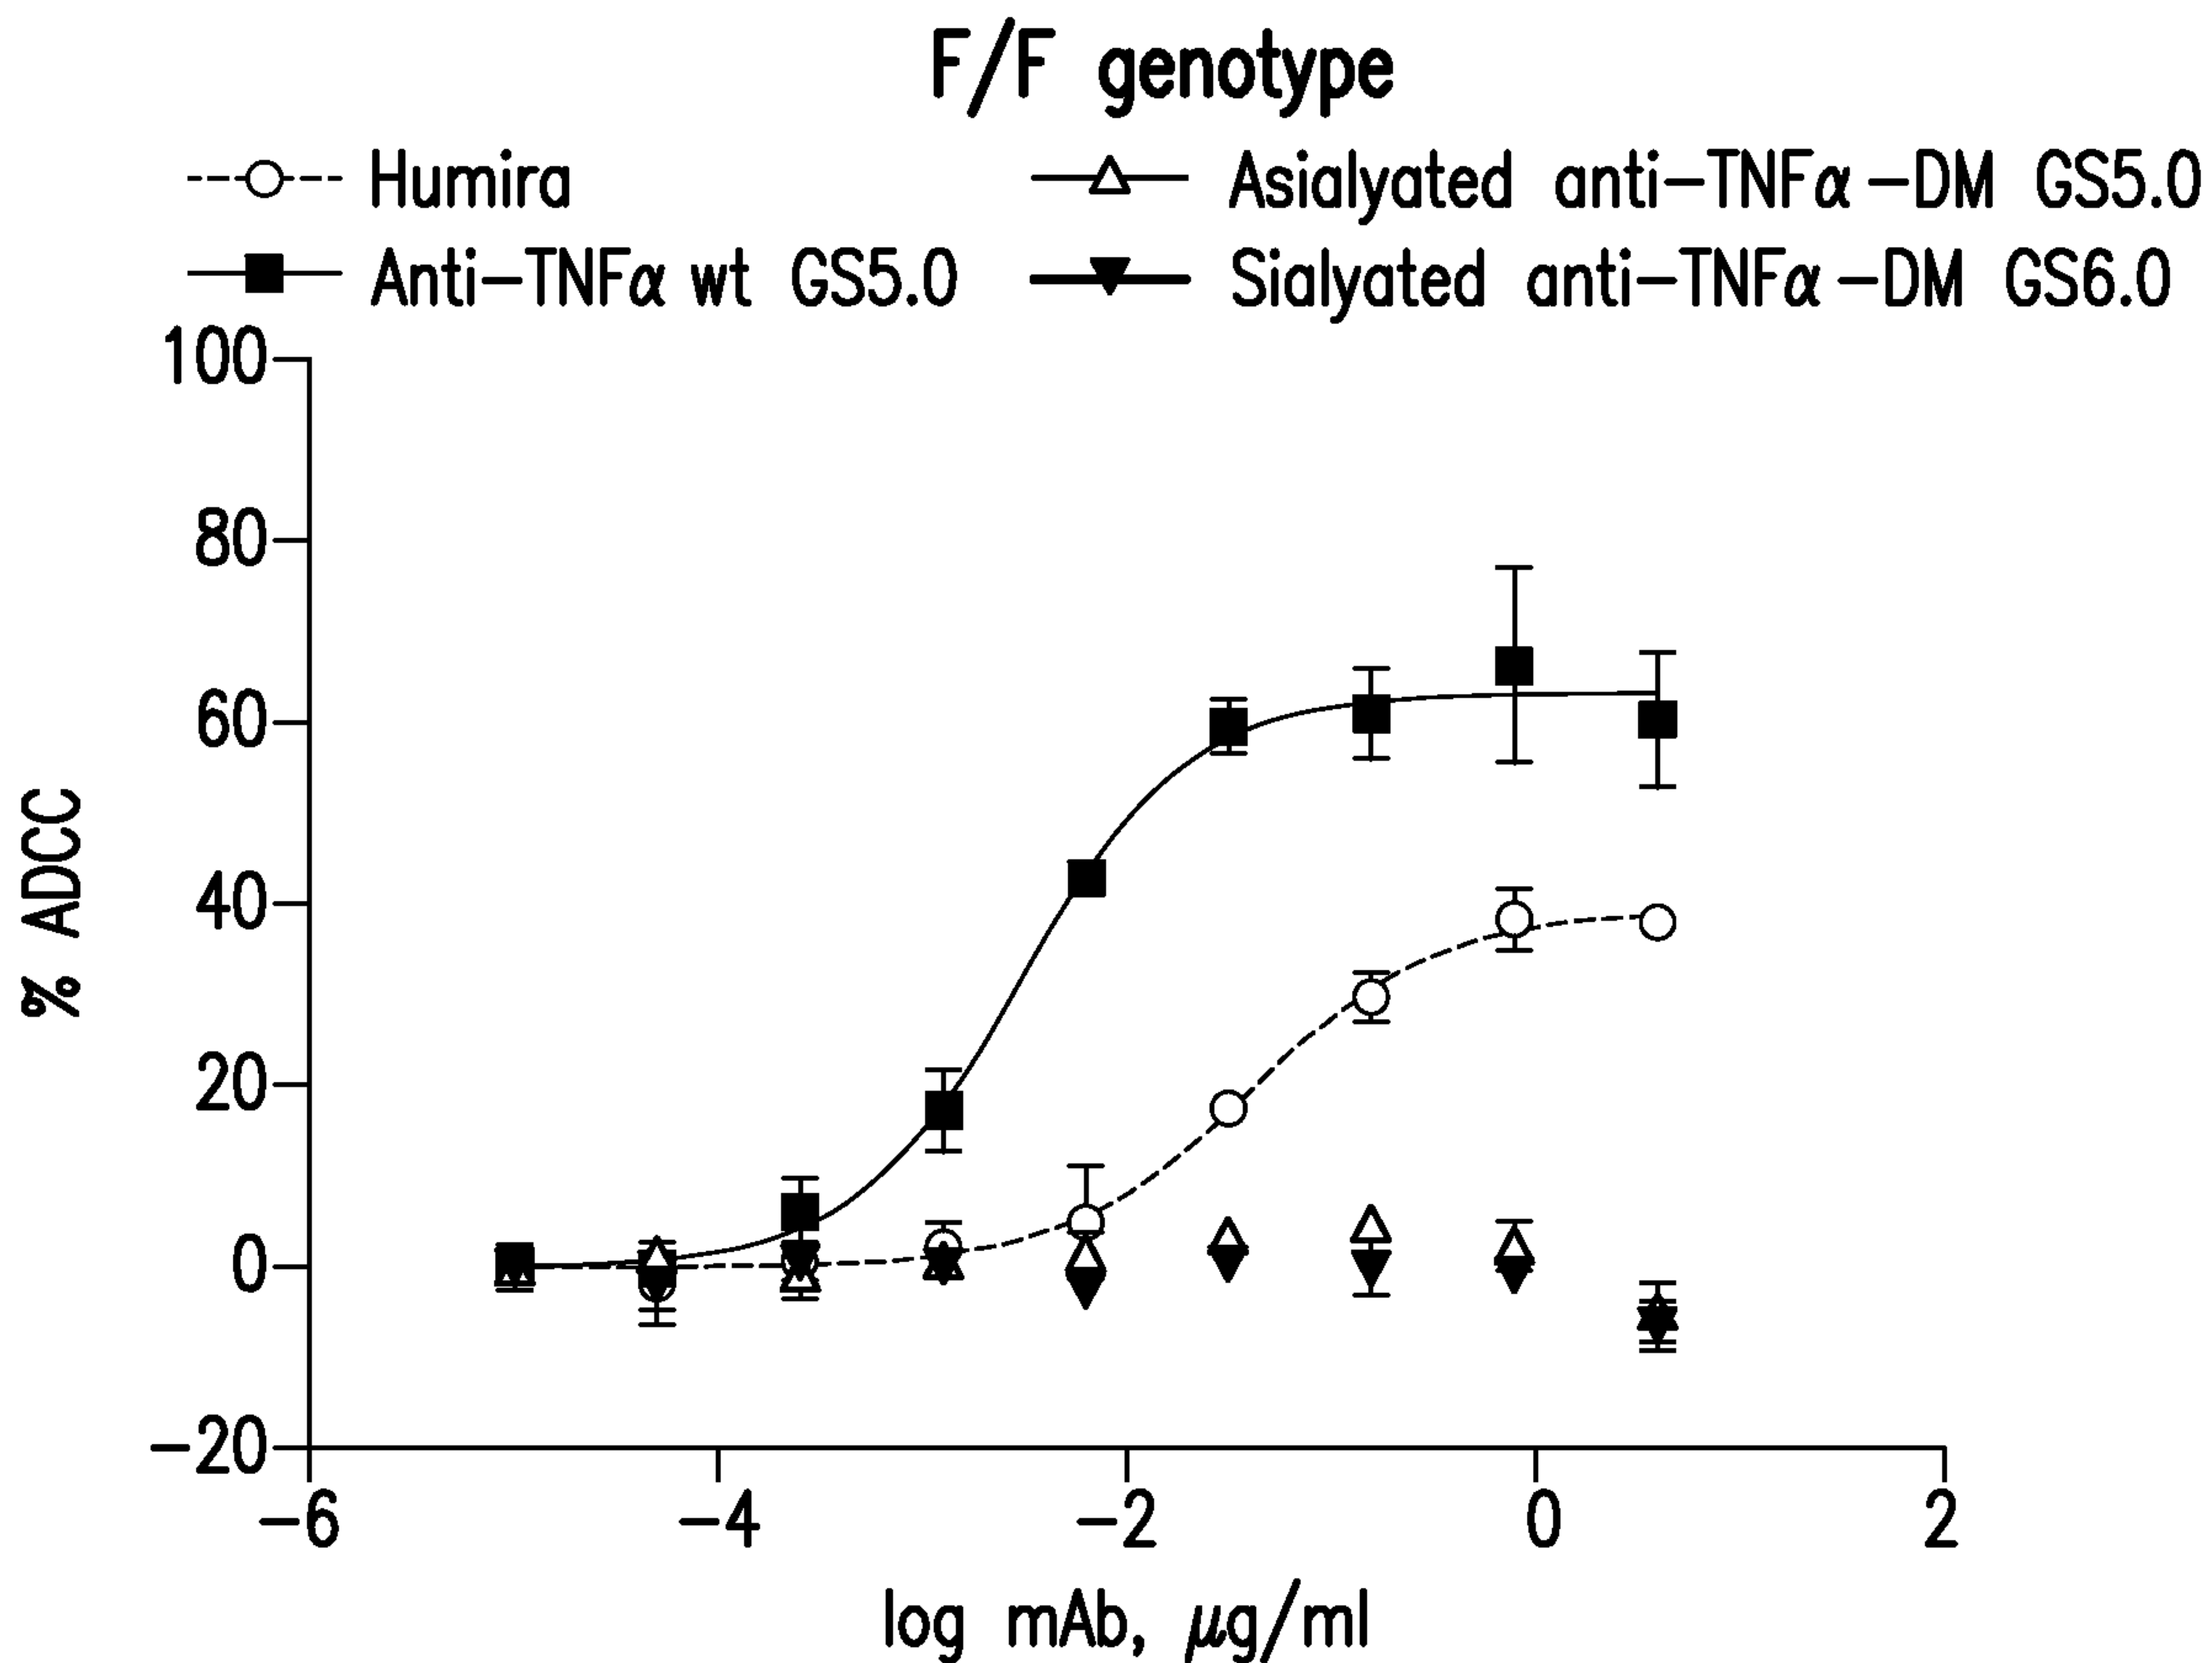 F/F genotype
Humira
Asialyated anti-TNFα-DM GS5.0
Anti-TNFα wt GS5.0
Sialyated anti-TNFα-DM GS6.0
100
80
60
40
20
0
-20
% ADCC
-6 -4 -2 0 2
log mAb, μg/ml